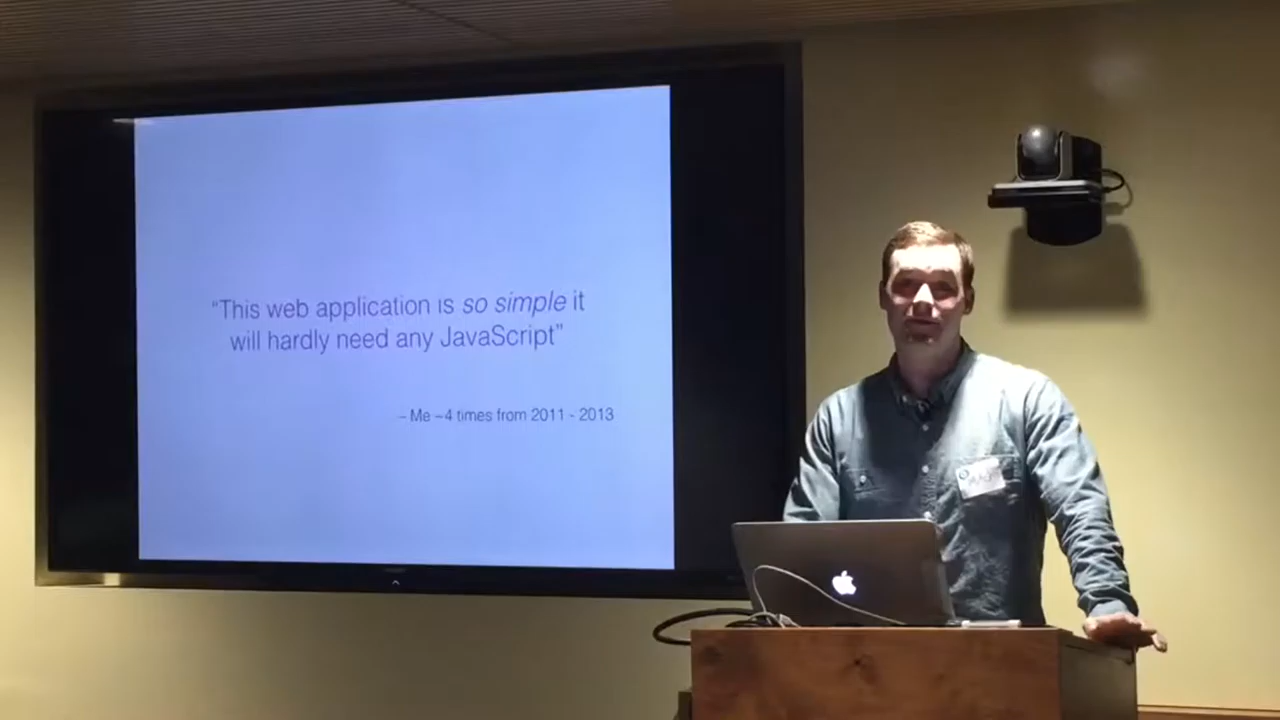 “This web application is so simple it
will hardly need any JavaScript”
– Me ~4 times from 2011 - 2013